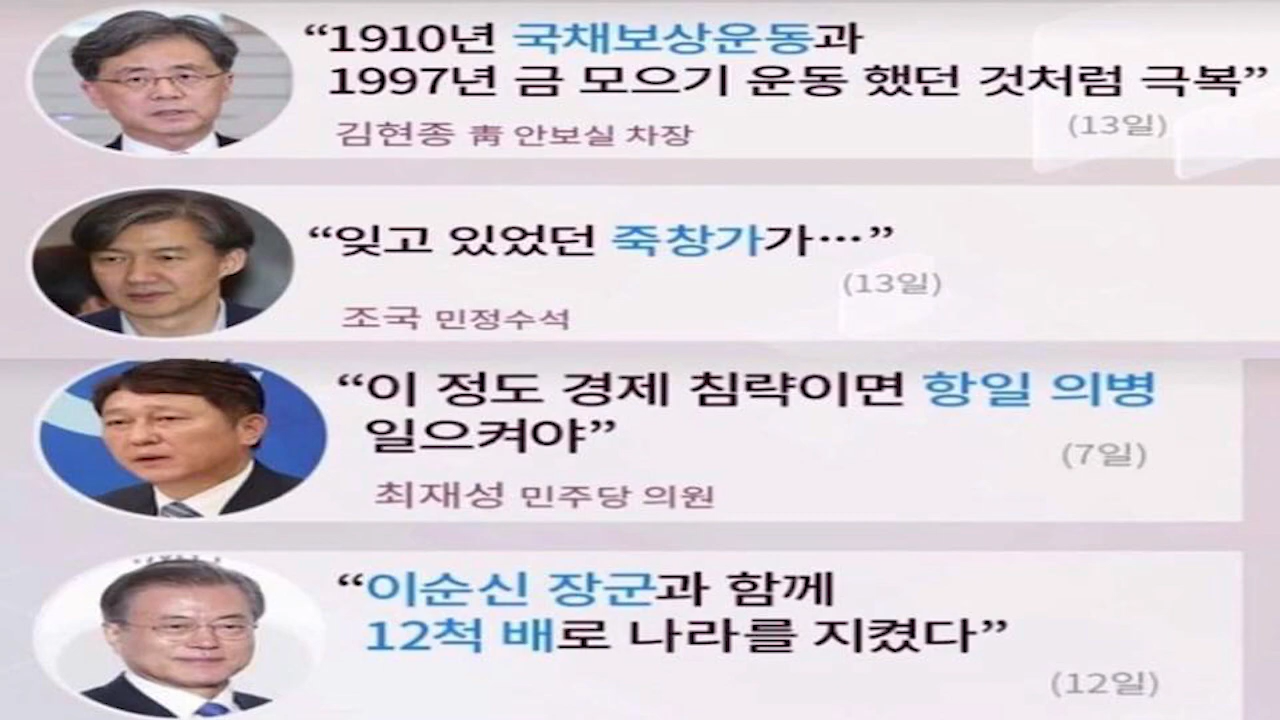 “1910년 국채보상운동과
1997년 금 모으기 운동 했던 것처럼 극복”
(13일)
김현종 靑 안보실 차장
“잊고 있었던 죽창가가…”
(13일)
조국 민정수석
“이 정도 경제 침략이면 항일 의병
일으켜야”
(7일)
최재성 민주당 의원
“이순신 장군과 함께
12척 배로 나라를 지켰다”
(12일)